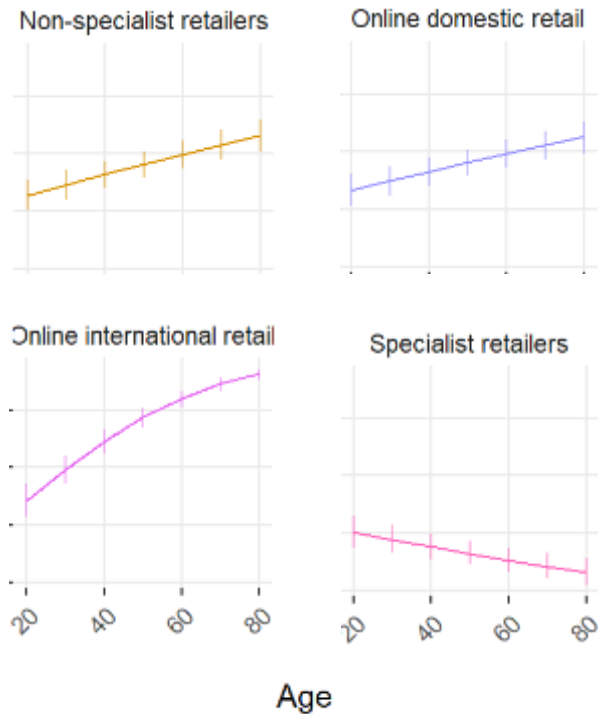 Non-specialist retailers
Online domestic retail
Online international retail
Specialist retailers
20 40 60 80
20 40 60 80
Age